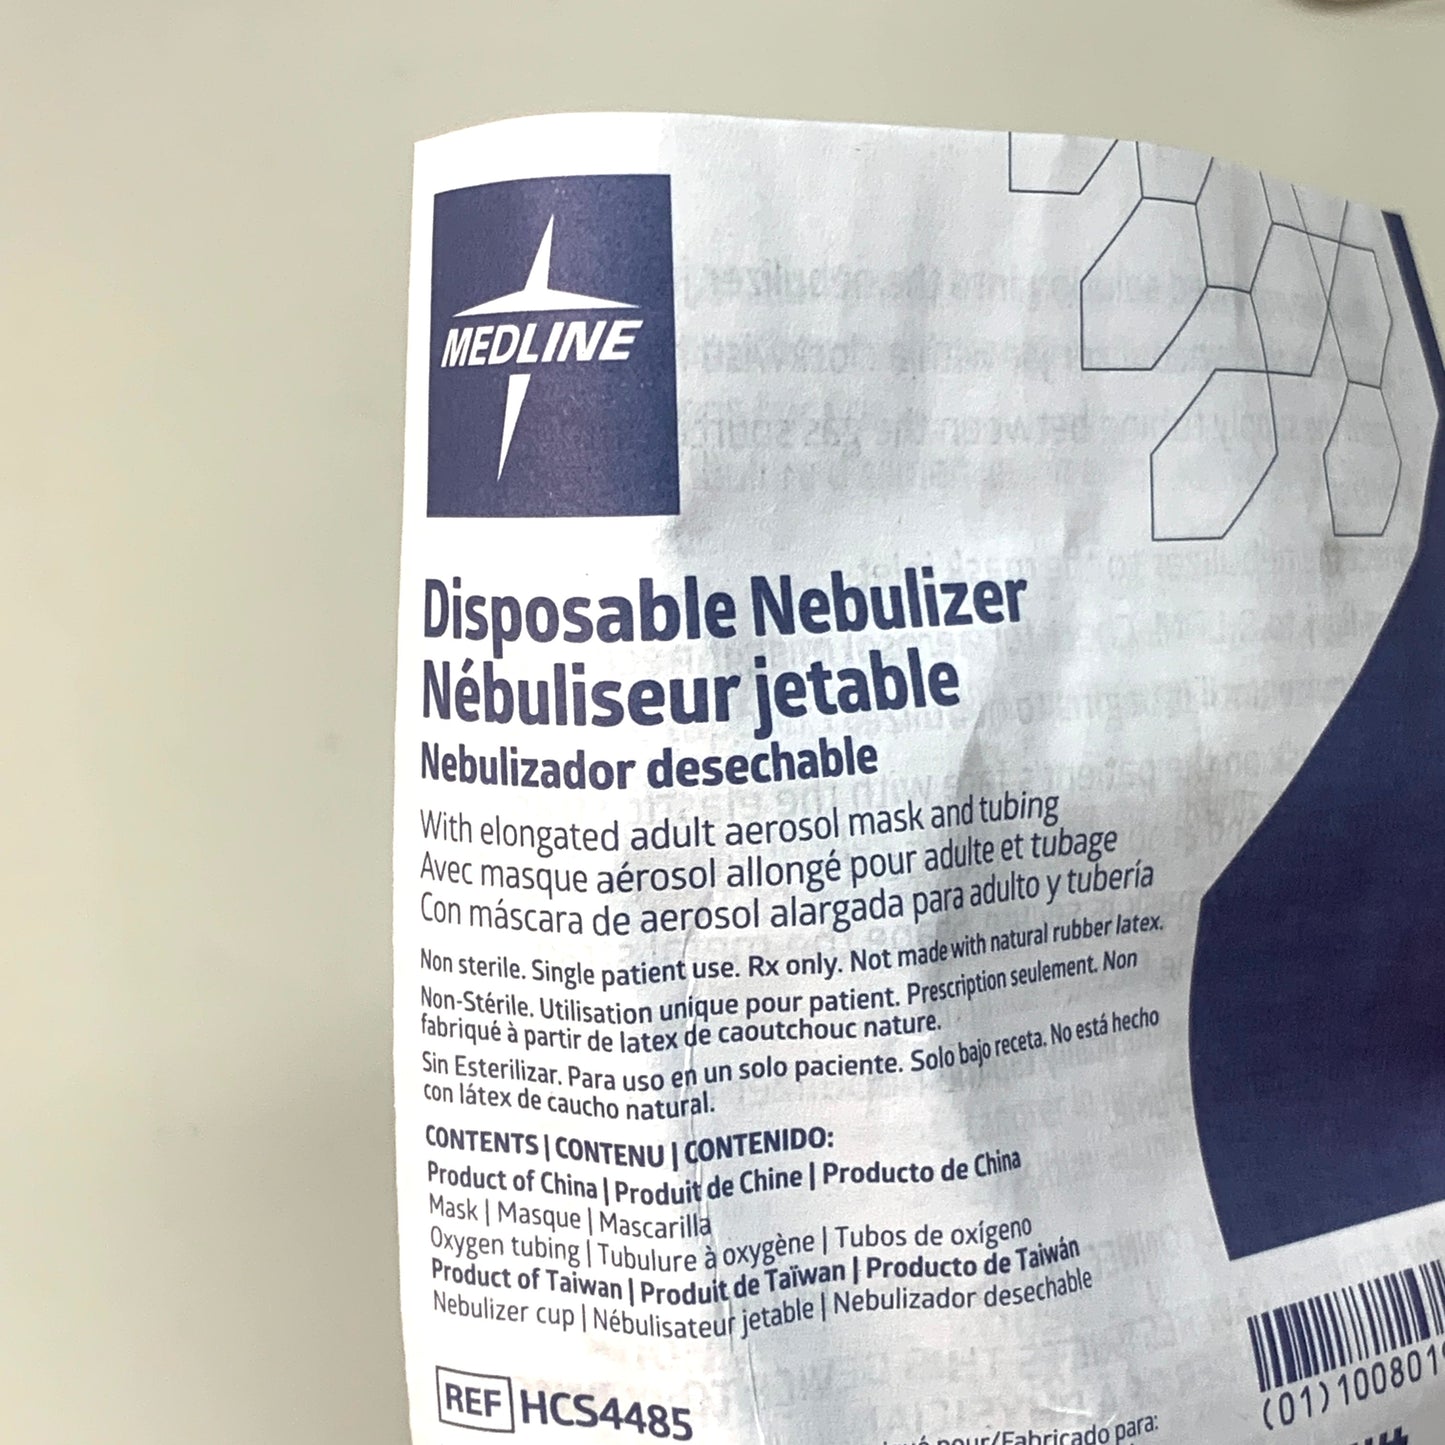 MEDLINE
Disposable Nebulizer
Nébuliseur jetable
Nebulizador desechable
With elongated adult aerosol mask and tubing
Avec masque aérosol allongé pour adulte et tubage
Con máscara de aerosol alargada para adulto y tubería
Non sterile. Single patient use. Rx only. Not made with natural rubber latex.
Non-Stérile. Utilisation unique pour patient. Prescription seulement. Non
fabriqué à partir de latex de caoutchouc nature.
Sin Esterilizar. Para uso en un solo paciente. Solo bajo receta. No está hecho
con látex de caucho natural.
CONTENTS | CONTENU | CONTENIDO:
Product of China | Produit de Chine | Producto de China
Mask | Masque | Mascarilla
Oxygen tubing | Tubulure à oxygène | Tubos de oxígeno
Product of Taiwan | Produit de Taïwan | Producto de Taiwán
Nebulizer cup | Nébulisateur jetable | Nebulizador desechable
REF HCS4485
(01)1008019
pour/Fabricado para: